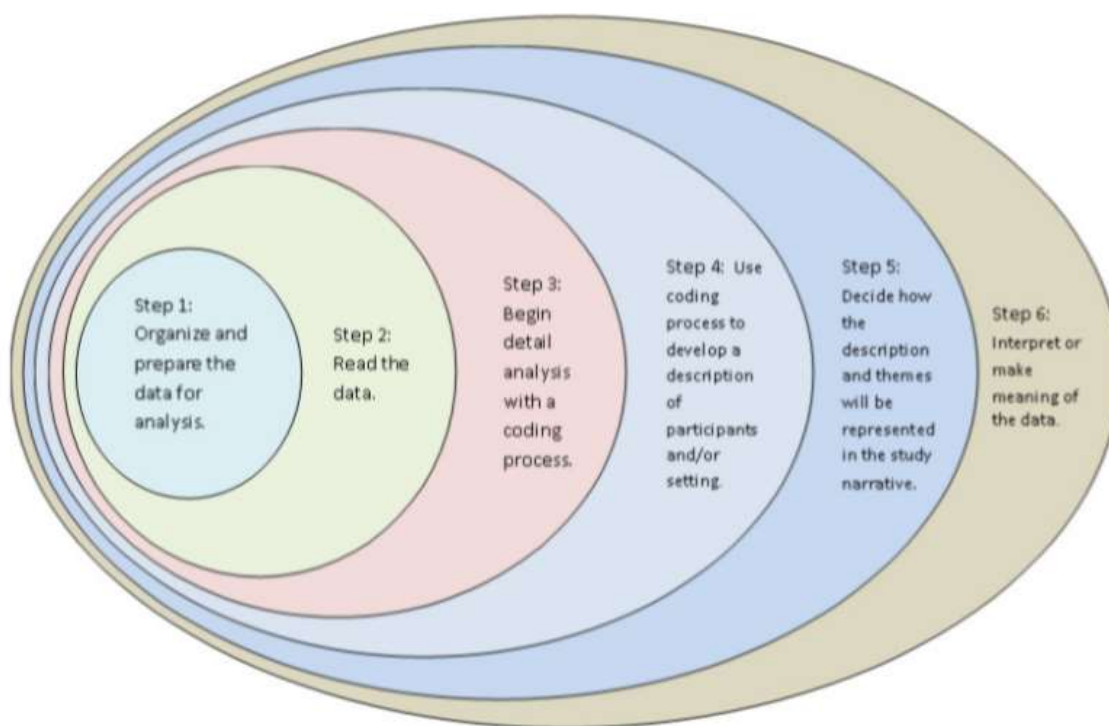 Step 1:
Organize and
prepare the
data for
analysis.
Step 2:
Read the
data.
Step 3:
Begin
detail
analysis
with a
coding
process.
Step 4: Use
coding
process to
develop a
description
of
participants
and/or
setting.
Step 5:
Decide how
the
description
and themes
will be
represented
in the study
narrative.
Step 6:
Interpret or
make
meaning of
the data.